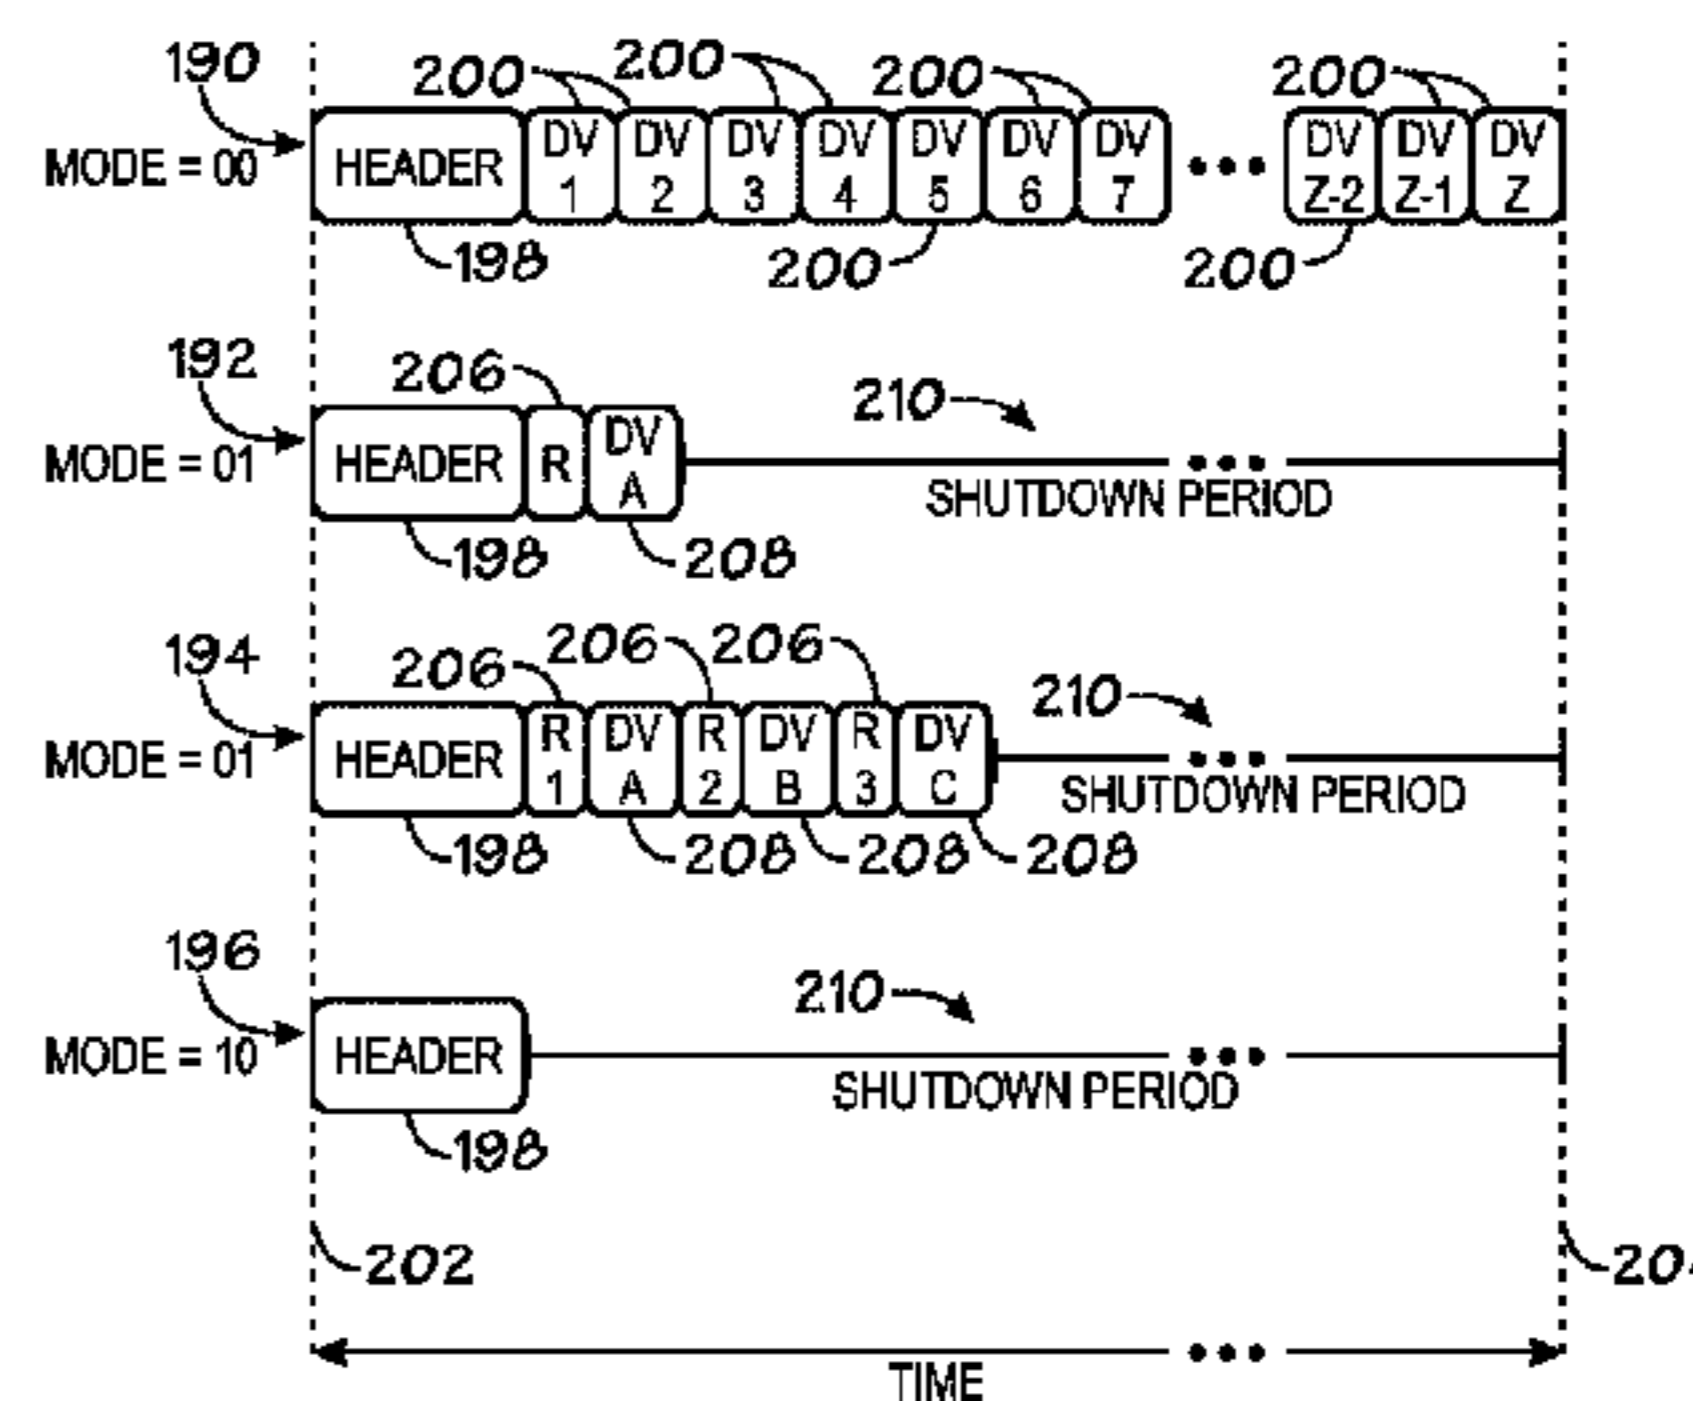 190 200 200 200 200
MODE = 00 HEADER DV 1 DV 2 DV 3 DV 4 DV 5 DV 6 DV 7 ••• DV Z-2 DV Z-1 DV Z
198 200 200
192 206 210
MODE = 01 HEADER R DV A ••• SHUTDOWN PERIOD
198 208
194 206 206 206 210
MODE = 01 HEADER R 1 DV A R 2 DV B R 3 DV C ••• SHUTDOWN PERIOD
198 208 208 208
196 210
MODE = 10 HEADER ••• SHUTDOWN PERIOD
198
202
••• TIME